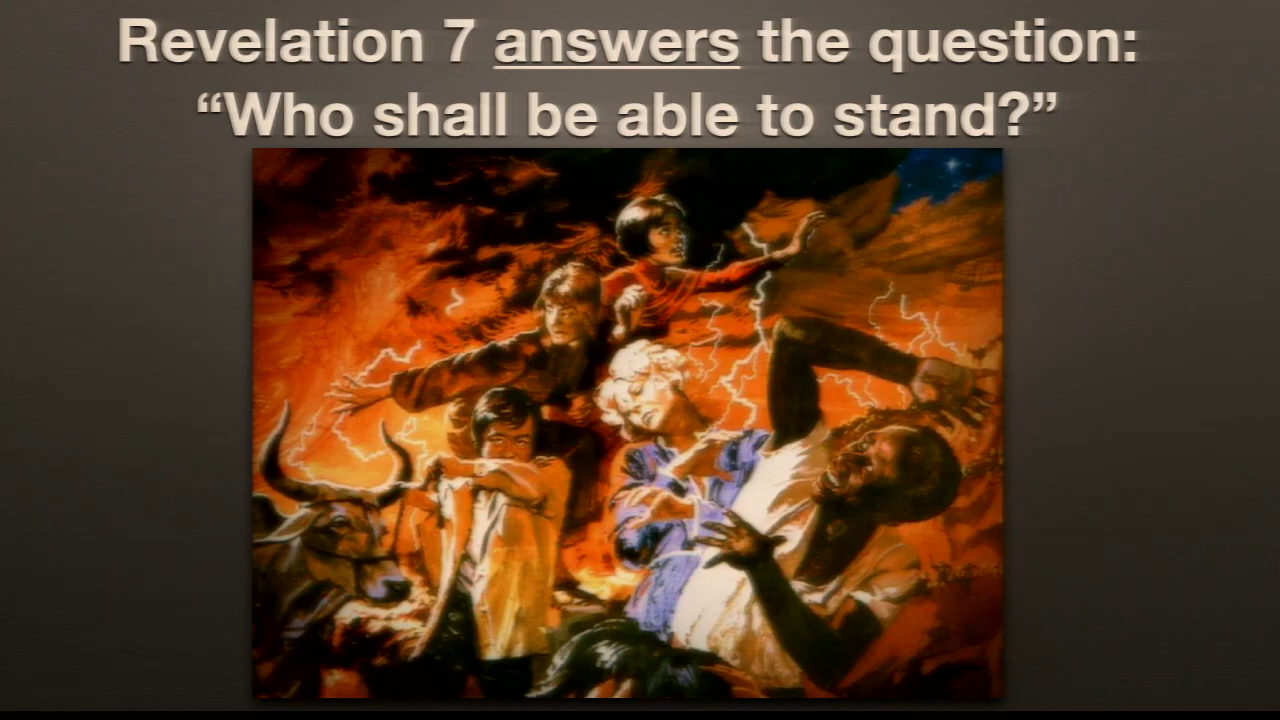 Revelation 7 answers the question:
“Who shall be able to stand?”